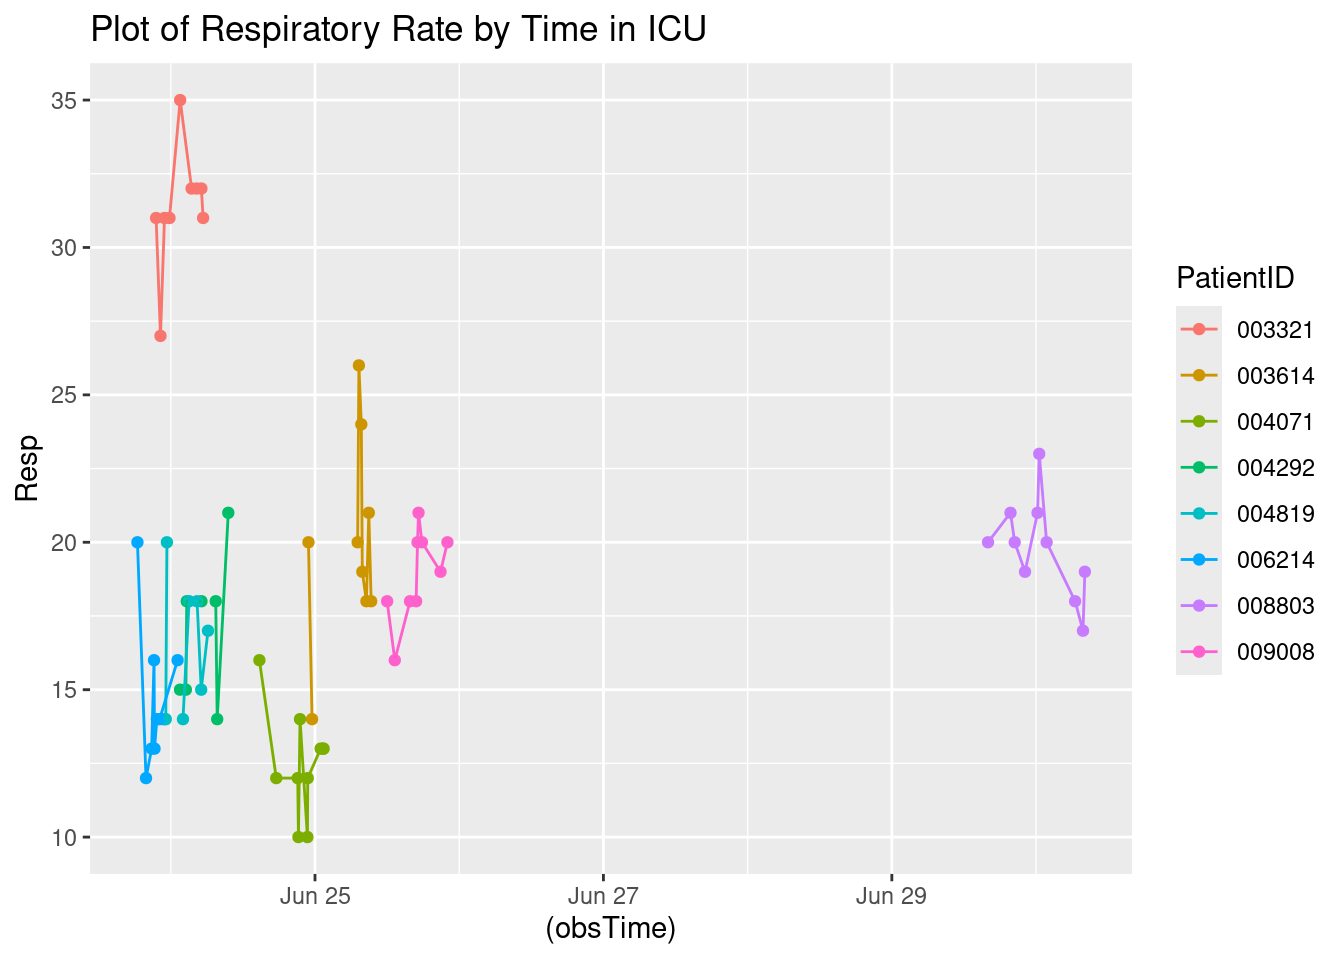 Plot of Respiratory Rate by Time in ICU
35
30
25
20
15
10
Resp
Jun 25
Jun 27
Jun 29
(obsTime)
PatientID
003321
003614
004071
004292
004819
006214
008803
009008